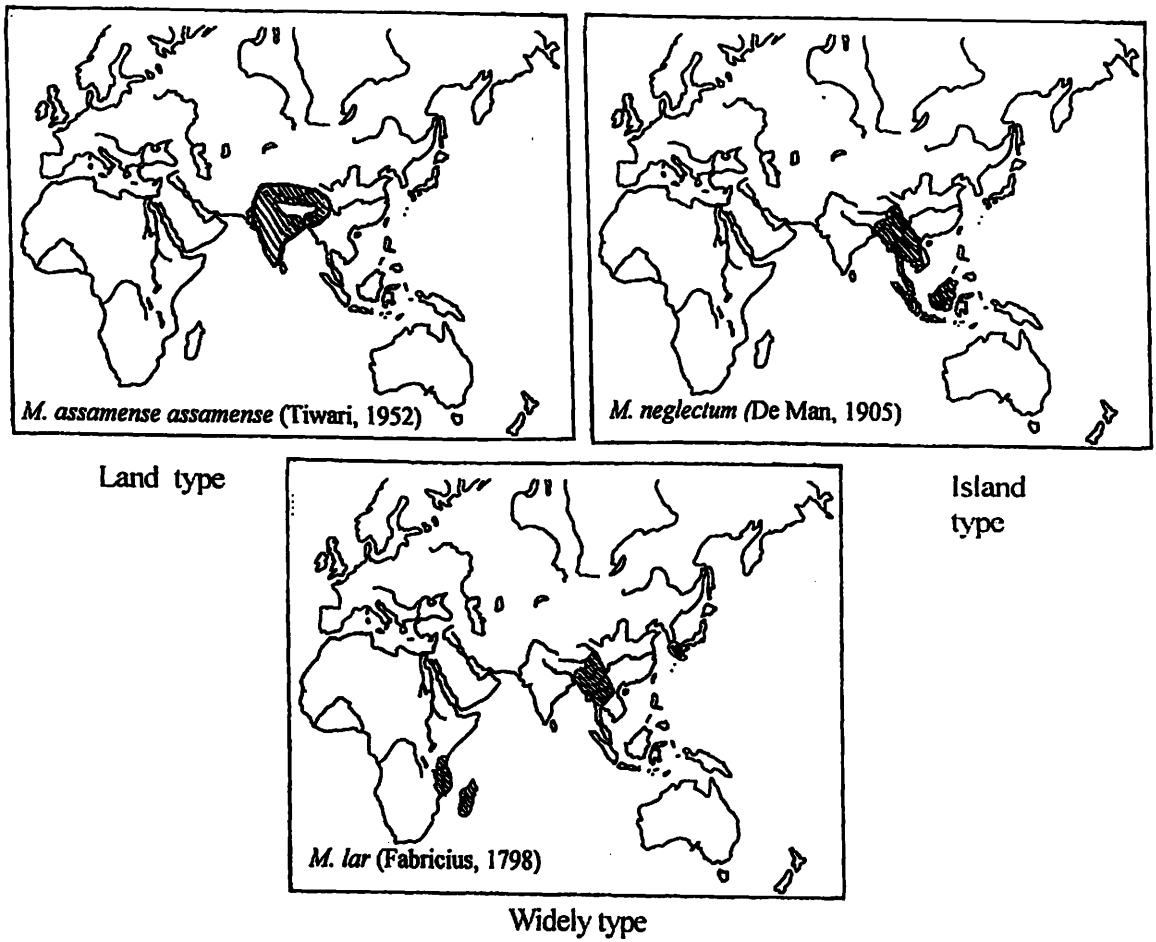 M. assamense assamense (Tiwari, 1952)
Land type
M. neglectum (De Man, 1905)
Island
type
M. lar (Fabricius, 1798)
Widely type